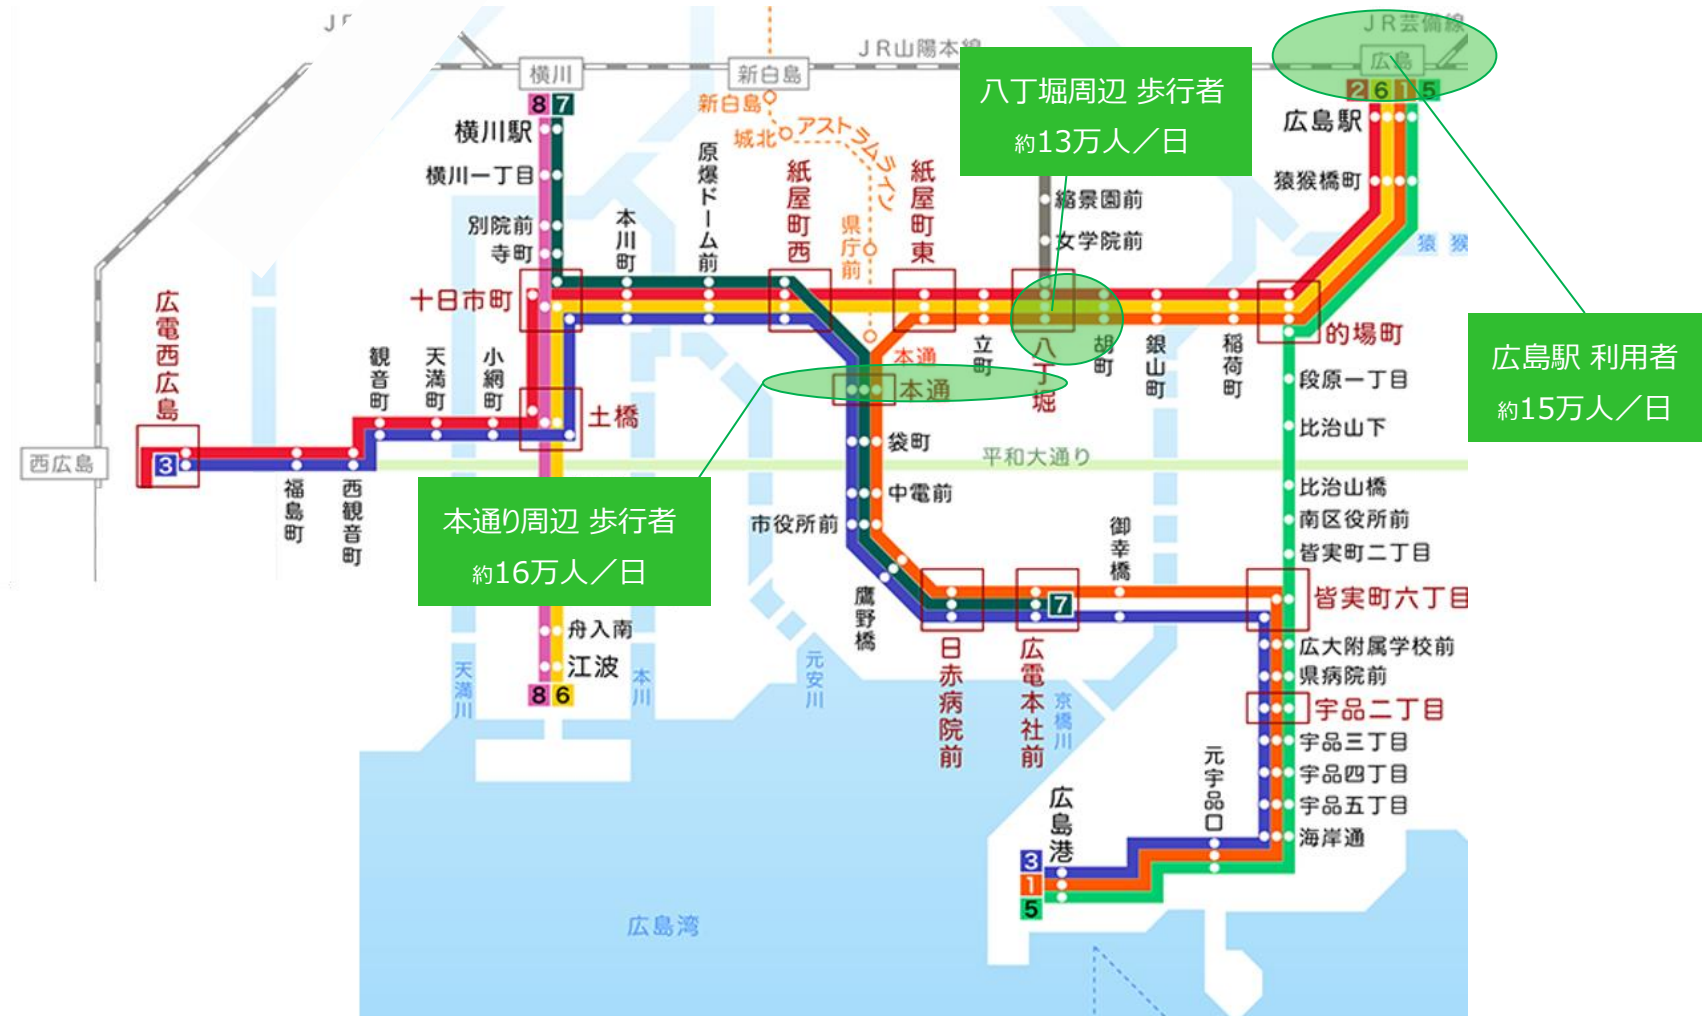 JR芸備線
JR山陽本線
広島
横川
新白島
八丁堀周辺 歩行者
約13万人／日
8 7
2 6 1 5
新白島
城北
アストラムライン
県庁前
本通
横川駅
横川一丁目
別院前
寺町
十日市町
本川町
原爆ドーム前
紙屋町西
紙屋町東
縮景園前
女学院前
広島駅
猿猴橋町
猿猴
広島駅 利用者
約15万人／日
立町
八丁堀
胡町
銀山町
稲荷町
的場町
広電西広島
観音町
天満町
小網町
土橋
本通
段原一丁目
比治山下
西広島
3
福島町
西観音町
袋町
平和大通り
中電前
市役所前
比治山橋
南区役所前
皆実町二丁目
本通り周辺 歩行者
約16万人／日
鷹野橋
日赤病院前
広電本社前
7
御幸橋
皆実町六丁目
舟入南
江波
8 6
天満川
本川
元安川
京橋川
広大附属学校前
県病院前
宇品二丁目
宇品三丁目
宇品四丁目
宇品五丁目
海岸通
元宇品口
広島港
3
1
5
広島湾